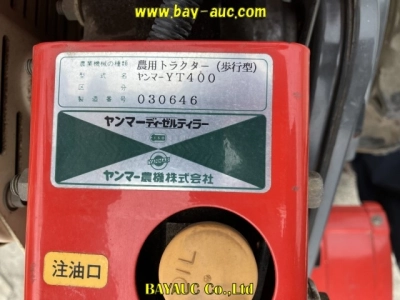 www.bay-auc.com
農業機械の種類 農用トラクター(歩行型)
型式名 ヤンマーYT400
区分
製造番号 030646
ヤンマーディーゼルティラー
ヤンマー農機株式会社
注油口
OIL
BAYAUC Co.,Ltd